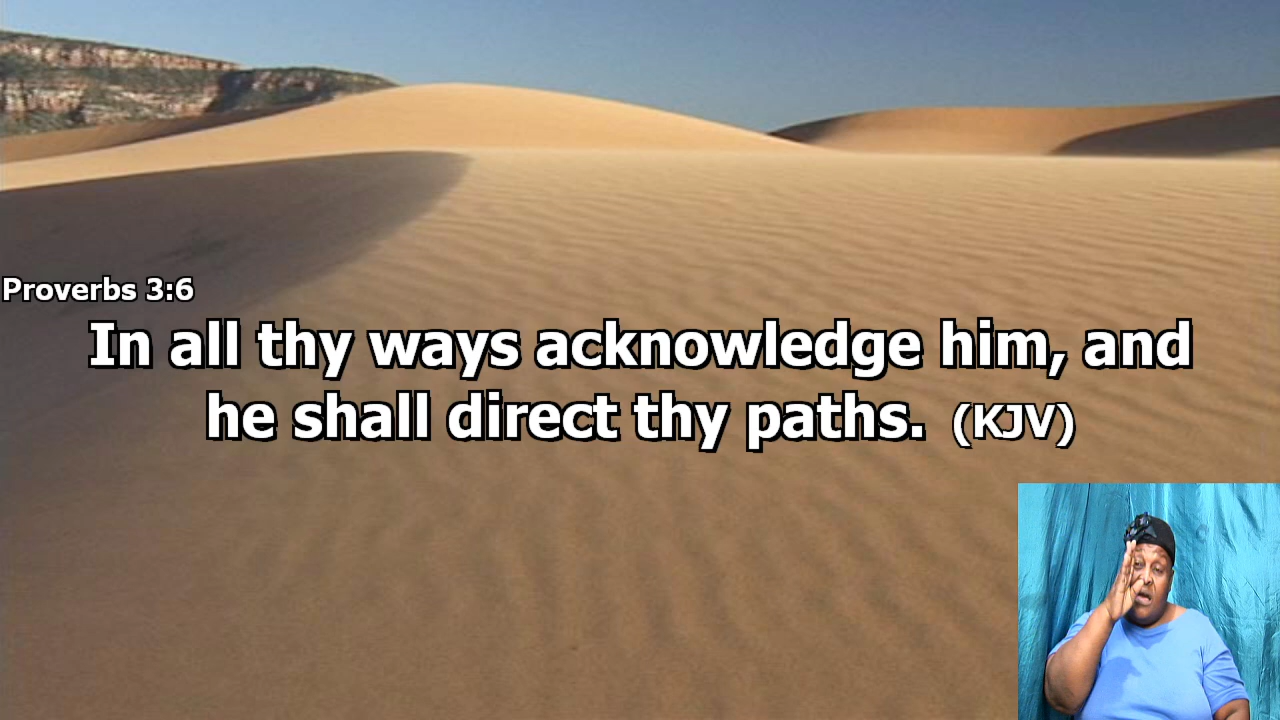 Proverbs 3:6
In all thy ways acknowledge him, and
he shall direct thy paths. (KJV)